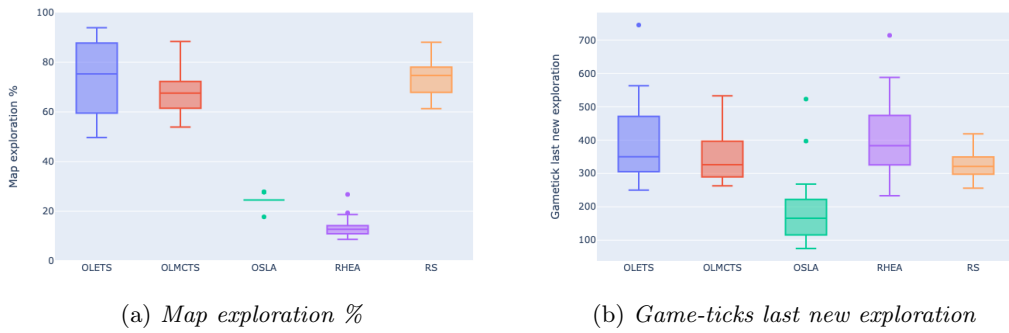 100
80
60
40
20
0
Map exploration %
OLETS
OLMCTS
OSLA
RHEA
RS
(a) Map exploration %
700
600
500
400
300
200
100
Gametick last new exploration
OLETS
OLMCTS
OSLA
RHEA
RS
(b) Game-ticks last new exploration